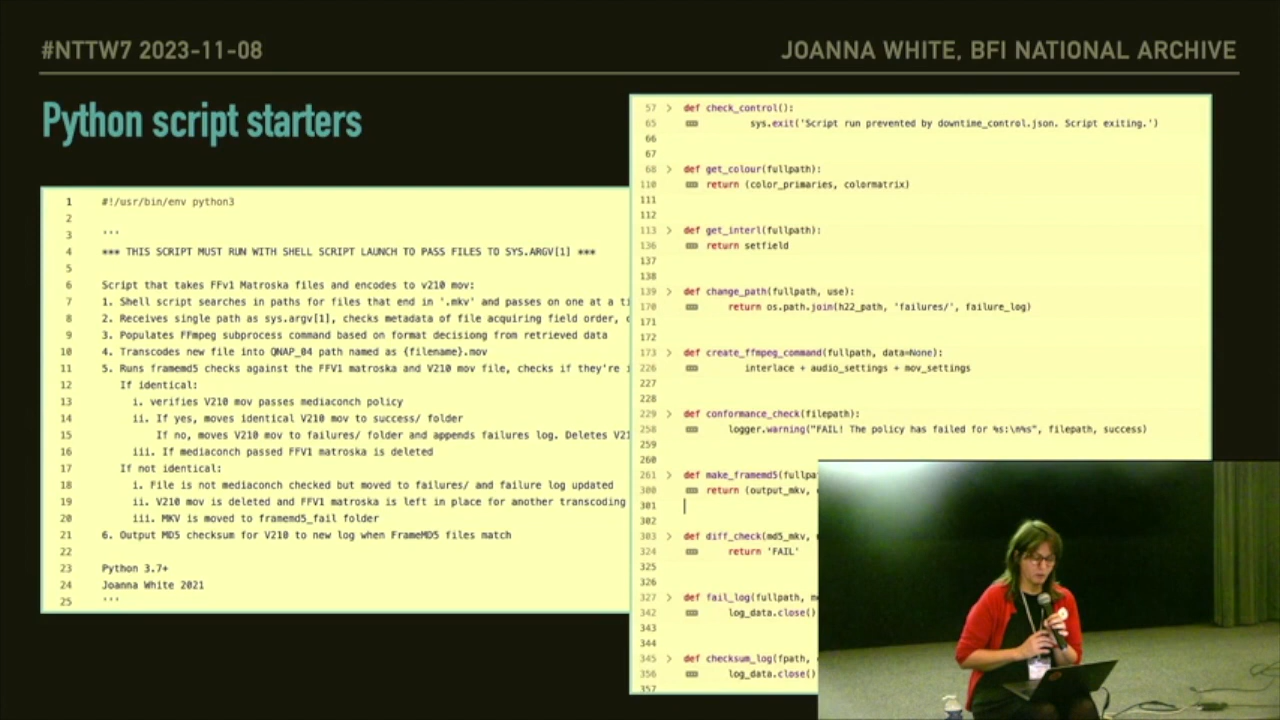 #NTTW7 2023-11-08
JOANNA WHITE, BFI NATIONAL ARCHIVE
Python script starters
1 #!/usr/bin/env python3
2
3 '''
4 *** THIS SCRIPT MUST RUN WITH SHELL SCRIPT LAUNCH TO PASS FILES TO SYS.ARGV[1] ***
5
6 Script that takes FFv1 Matroska files and encodes to v210 mov:
7 1. Shell script searches in paths for files that end in '.mkv' and passes on one at a
8 2. Receives single path as sys.argv[1], checks metadata of file acquiring field order,
9 3. Populates FFmpeg subprocess command based on format decisiong from retrieved data
10 4. Transcodes new file into QNAP_04 path named as {filename}.mov
11 5. Runs framemd5 checks against the FFV1 matroska and V210 mov file, checks if they're
12 If identical:
13 i. verifies V210 mov passes mediaconch policy
14 ii. If yes, moves identical V210 mov to success/ folder
15 If no, moves V210 mov to failures/ folder and appends failures log. Deletes
16 iii. If mediaconch passed FFV1 matroska is deleted
17 If not identical:
18 i. File is not mediaconch checked but moved to failures/ and failure log updated
19 ii. V210 mov is deleted and FFV1 matroska is left in place for another transcoding
20 iii. MKV is moved to framemd5_fail folder
21 6. Output MD5 checksum for V210 to new log when FrameMD5 files match
22
23 Python 3.7+
24 Joanna White 2021
25 '''
57 > def check_control():
65 sys.exit('Script run prevented by downtime_control.json. Script exiting.')
66
67
68 > def get_colour(fullpath):
110 return (color_primaries, colormatrix)
111
112
113 > def get_interl(fullpath):
136 return setfield
137
138
139 > def change_path(fullpath, use):
170 return os.path.join(h22_path, 'failures/', failure_log)
171
172
173 > def create_ffmpeg_command(fullpath, data=None):
226 interlace + audio_settings + mov_settings
227
228
229 > def conformance_check(filepath):
258 logger.warning("FAIL! The policy has failed for %s:\n%s", filepath, success)
259
260
261 > def make_framemd5(fullpa
300 return (output_mkv,
301
302
303 > def diff_check(md5_mkv,
324 return 'FAIL'
325
326
327 > def fail_log(fullpath,
342 log_data.close()
343
344
345 > def checksum_log(fpath,
356 log_data.close()
357